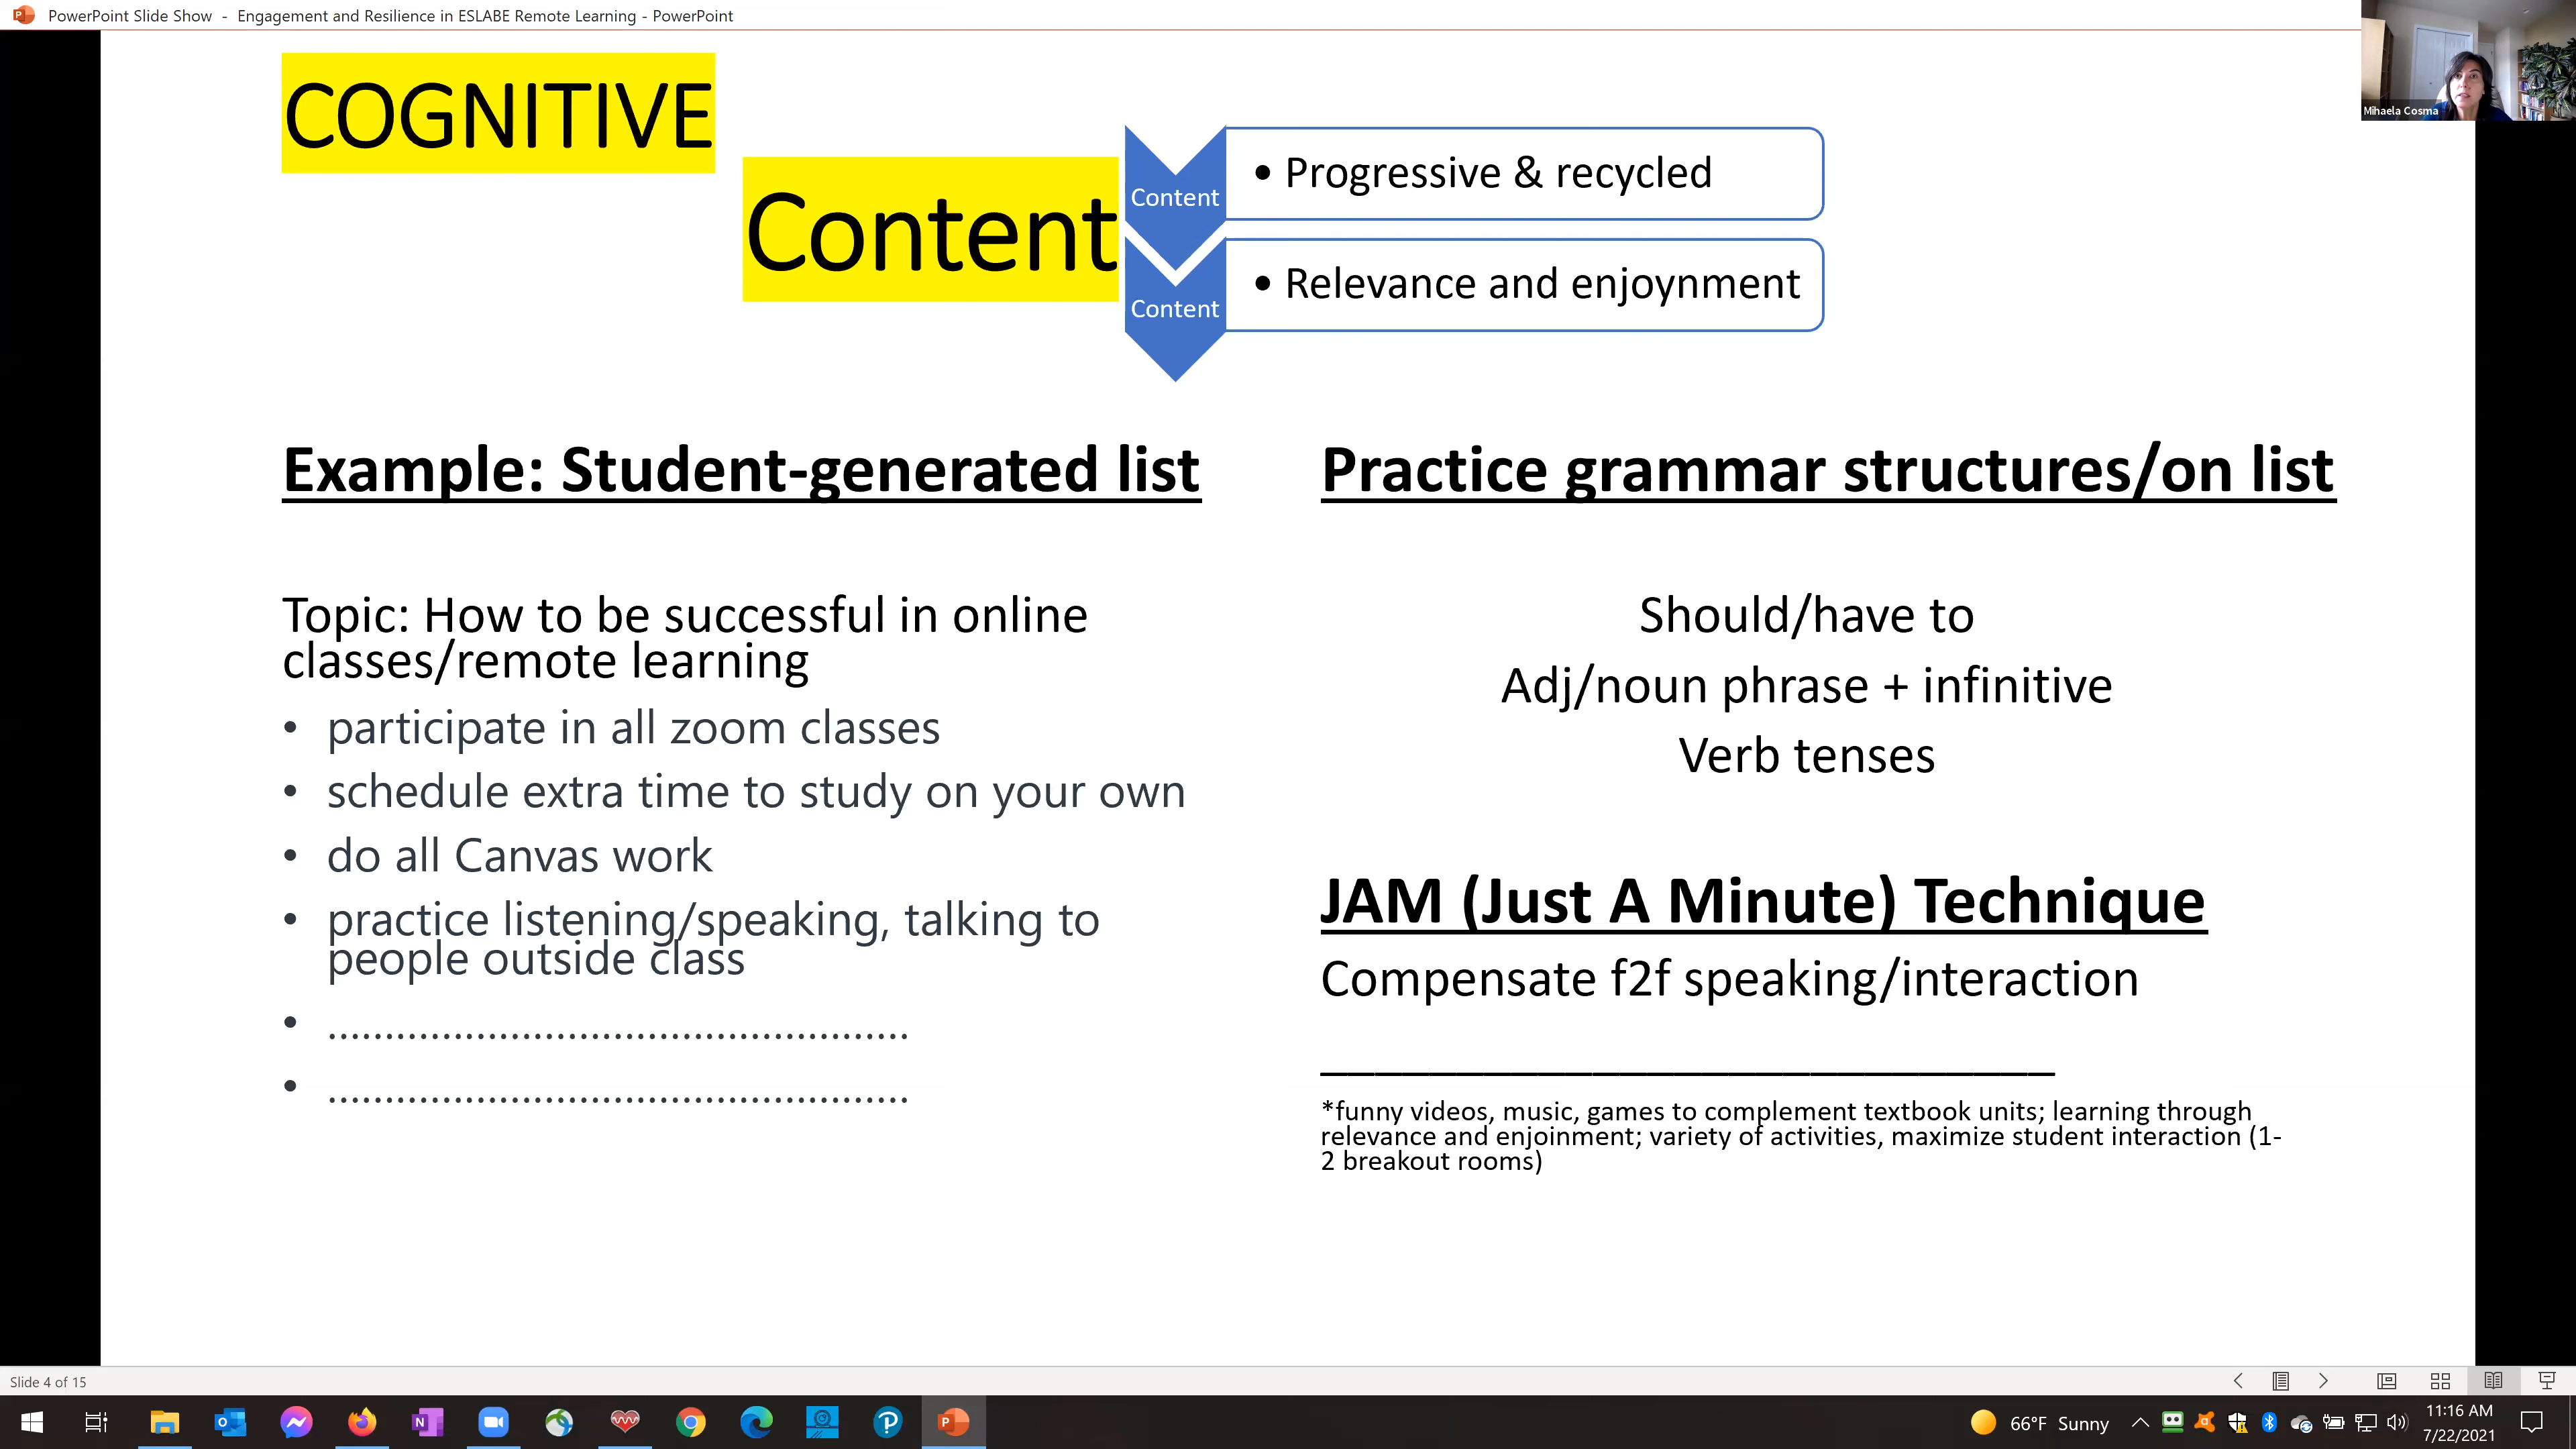 PowerPoint Slide Show - Engagement and Resilience in ESLABE Remote Learning - PowerPoint
Mihaela Cosma
COGNITIVE
Content
Content
• Progressive & recycled
Content
• Relevance and enjoynment
Example: Student-generated list
Topic: How to be successful in online
classes/remote learning
• participate in all zoom classes
• schedule extra time to study on your own
• do all Canvas work
• practice listening/speaking, talking to
people outside class
• ..................................................
• ..................................................
Practice grammar structures/on list
Should/have to
Adj/noun phrase + infinitive
Verb tenses
JAM (Just A Minute) Technique
Compensate f2f speaking/interaction
___________________________
*funny videos, music, games to complement textbook units; learning through
relevance and enjoinment; variety of activities, maximize student interaction (1-
2 breakout rooms)
Slide 4 of 15
66°F Sunny
11:16 AM
7/22/2021